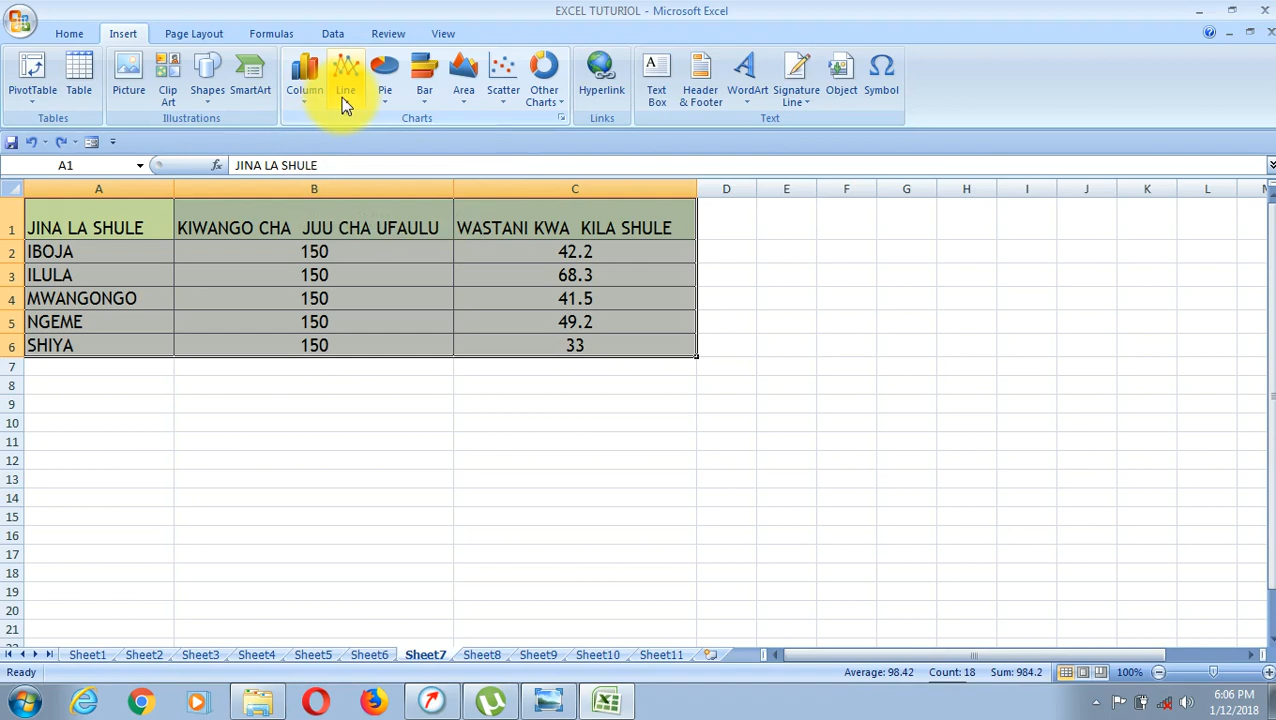 EXCEL TUTURIOL - Microsoft Excel
Home Insert Page Layout Formulas Data Review View
PivotTable Table Picture Clip Art Shapes SmartArt Column Line Pie Bar Area Scatter Other Charts Hyperlink Text Box Header & Footer WordArt Signature Line Object Symbol
Tables Illustrations Charts Links Text
A1 fx JINA LA SHULE
A B C D E F G H I J K L M
1 JINA LA SHULE KIWANGO CHA JUU CHA UFAULU WASTANI KWA KILA SHULE
2 IBOJA 150 42.2
3 ILULA 150 68.3
4 MWANGONGO 150 41.5
5 NGEME 150 49.2
6 SHIYA 150 33
7
8
9
10
11
12
13
14
15
16
17
18
19
20
21
Sheet1 Sheet2 Sheet3 Sheet4 Sheet5 Sheet6 Sheet7 Sheet8 Sheet9 Sheet10 Sheet11
Ready Average: 98.42 Count: 18 Sum: 984.2 100%
6:06 PM
1/12/2018